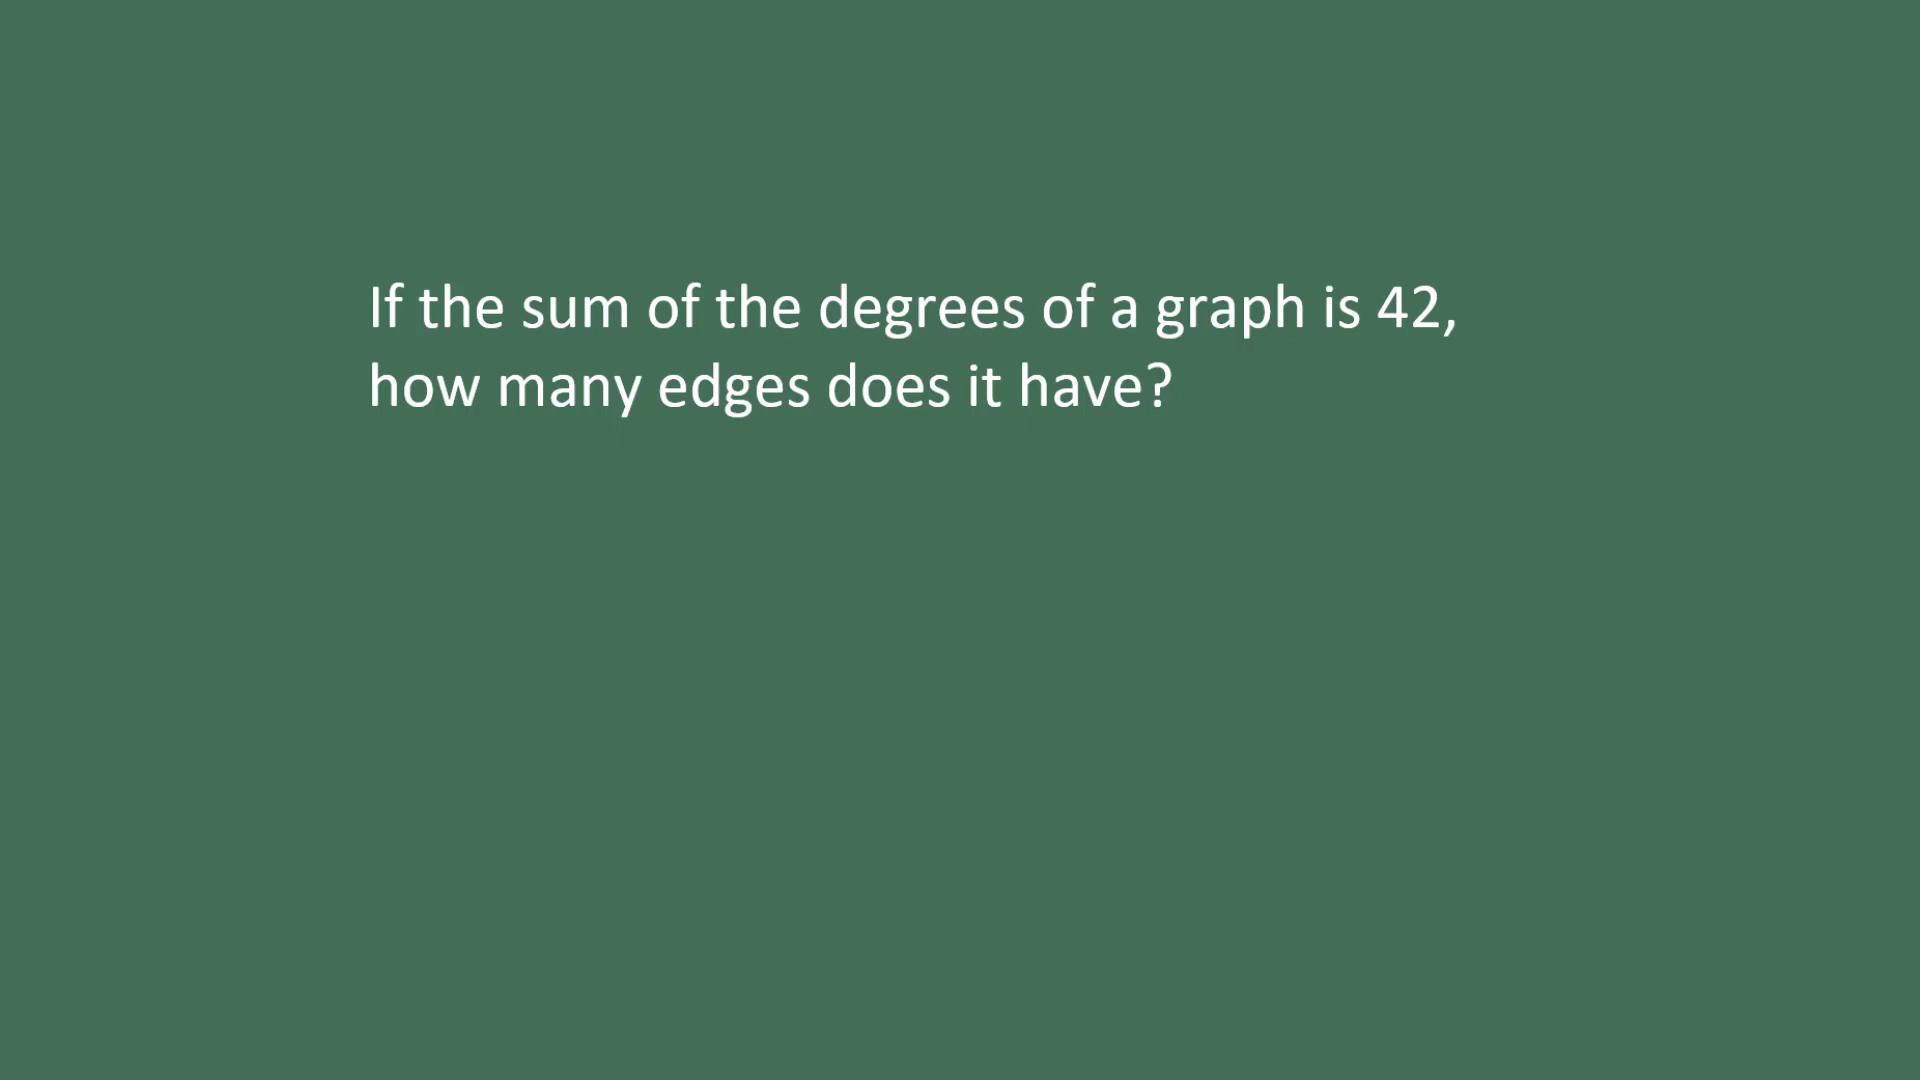 If the sum of the degrees of a graph is 42,
how many edges does it have?